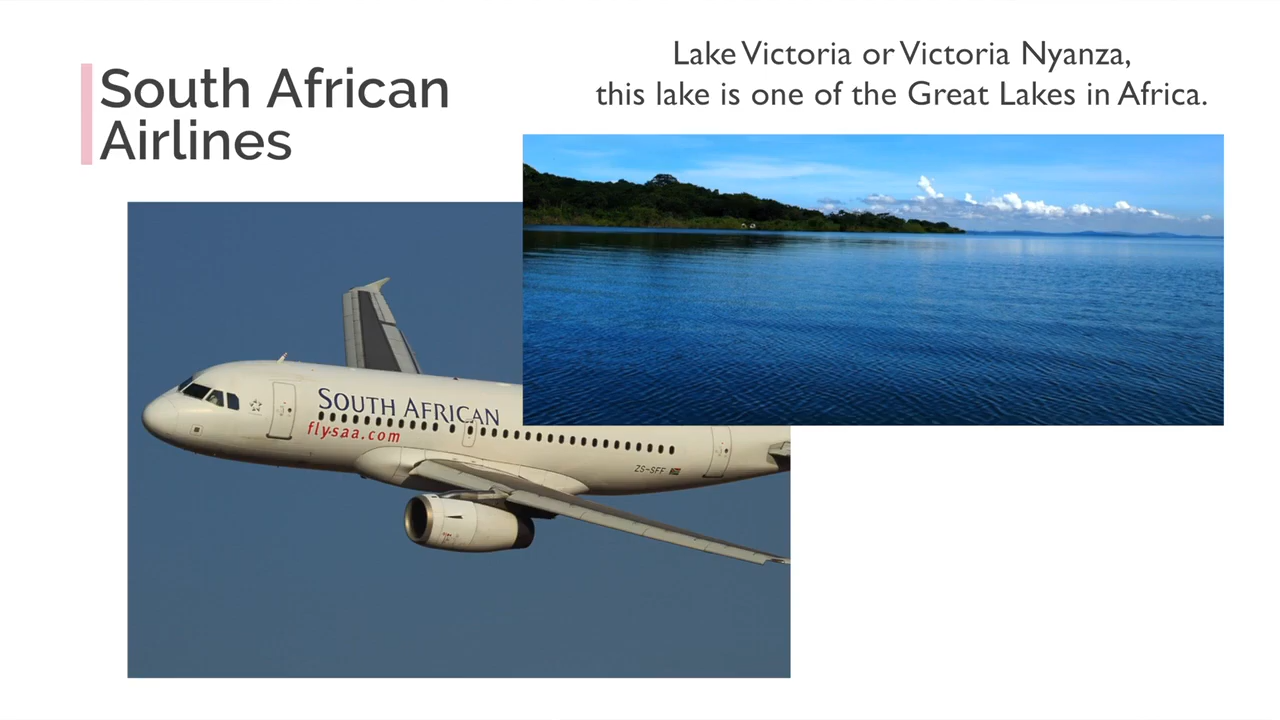 South African
Airlines
Lake Victoria or Victoria Nyanza,
this lake is one of the Great Lakes in Africa.
SOUTH AFRICAN
flysaa.com
ZS-SFF